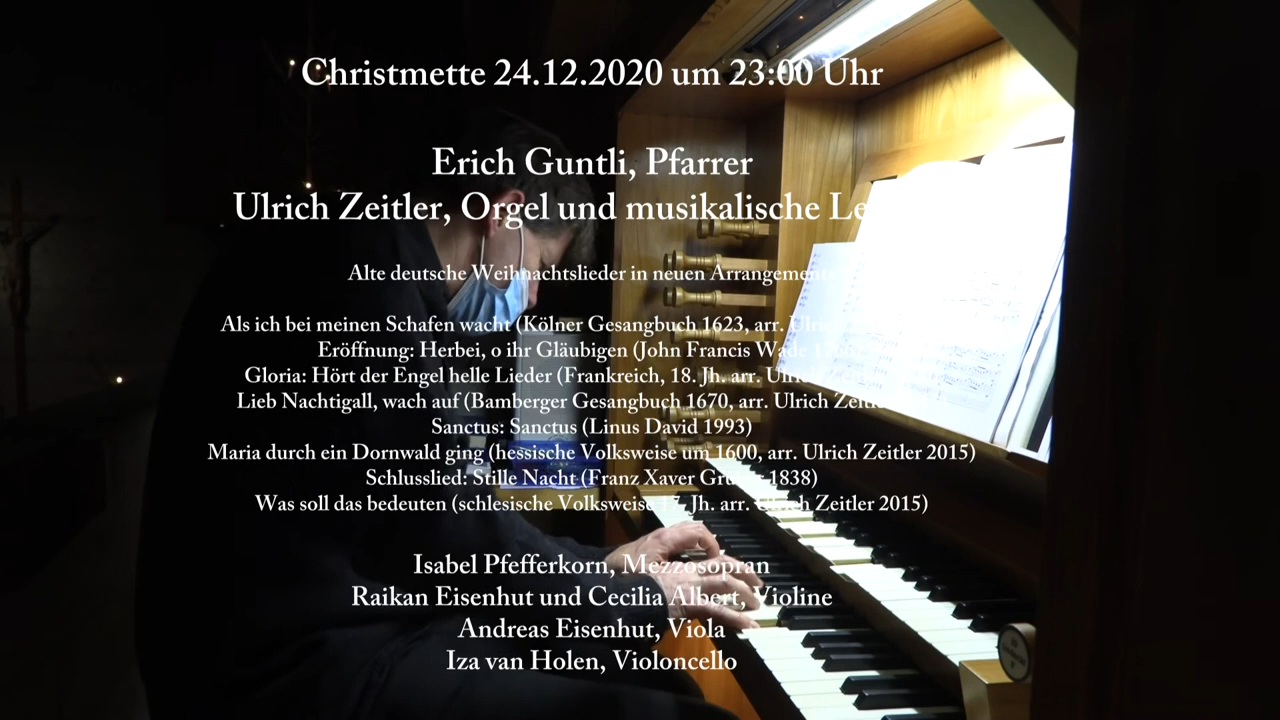 Christmette 24.12.2020 um 23:00 Uhr
Erich Guntli, Pfarrer
Ulrich Zeitler, Orgel und musikalische
Alte deutsche Weihnachtslieder in neuen
Als ich bei meinen Schafen wacht (Kölner Gesangbuch 1623, arr. Ulrich
Eröffnung: Herbei, o ihr Gläubigen (John Francis Wade
Gloria: Hört der Engel helle Lieder (Frankreich, 18. Jh. arr. Ulrich
Lieb Nachtigall, wach auf (Bamberger Gesangbuch 1670, arr. Ulrich Zeitler
Sanctus: Sanctus (Linus David 1993)
Maria durch ein Dornwald ging (hessische Volksweise um 1600, arr. Ulrich Zeitler 2015)
Schlusslied: Stille Nacht (Franz Xaver Gruber 1838)
Was soll das bedeuten (schlesische Volksweise 17. Jh. arr. Ulrich Zeitler 2015)
Isabel Pfefferkorn, Mezzosopran
Raikan Eisenhut und Cecilia Albert, Violine
Andreas Eisenhut, Viola
Iza van Holen, Violoncello